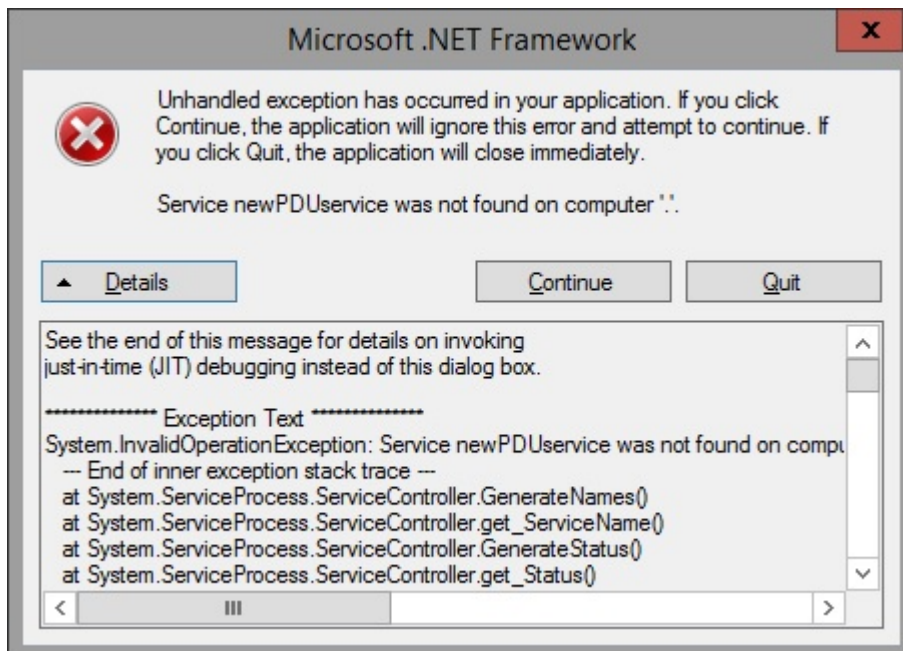 Microsoft .NET Framework
x
Unhandled exception has occurred in your application. If you click
Continue, the application will ignore this error and attempt to continue. If
you click Quit, the application will close immediately.
Service newPDUservice was not found on computer '.'.
Details
Continue
Quit
See the end of this message for details on invoking
just-in-time (JIT) debugging instead of this dialog box.
************** Exception Text **************
System.InvalidOperationException: Service newPDUservice was not found on compu
--- End of inner exception stack trace ---
at System.ServiceProcess.ServiceController.GenerateNames()
at System.ServiceProcess.ServiceController.get_ServiceName()
at System.ServiceProcess.ServiceController.GenerateStatus()
at System.ServiceProcess.ServiceController.get_Status()